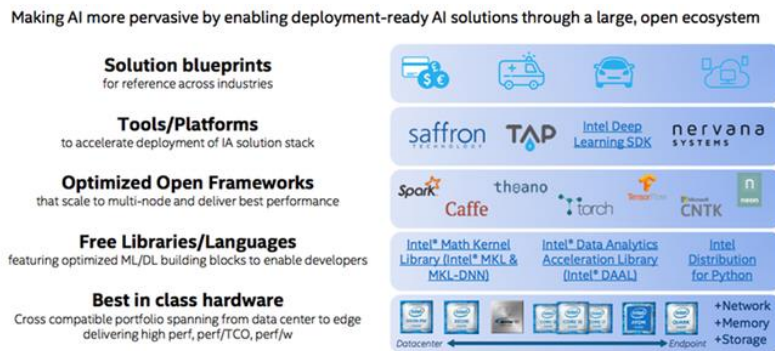 Making AI more pervasive by enabling deployment-ready AI solutions through a large, open ecosystem
Solution blueprints
for reference across industries
$ € £
Tools/Platforms
to accelerate deployment of IA solution stack
saffron
TECHNOLOGY
TAP
Intel Deep
Learning SDK
nervana
SYSTEMS
Optimized Open Frameworks
that scale to multi-node and deliver best performance
Spark
Caffe
theano
torch
TensorFlow
Microsoft
CNTK
n
neon
Free Libraries/Languages
featuring optimized ML/DL building blocks to enable developers
Intel® Math Kernel
Library (Intel® MKL &
MKL-DNN)
Intel® Data Analytics
Acceleration Library
(Intel® DAAL)
Intel
Distribution
for Python
Best in class hardware
Cross compatible portfolio spanning from data center to edge
delivering high perf, perf/TCO, perf/w
+Network
+Memory
+Storage
Datacenter
Endpoint